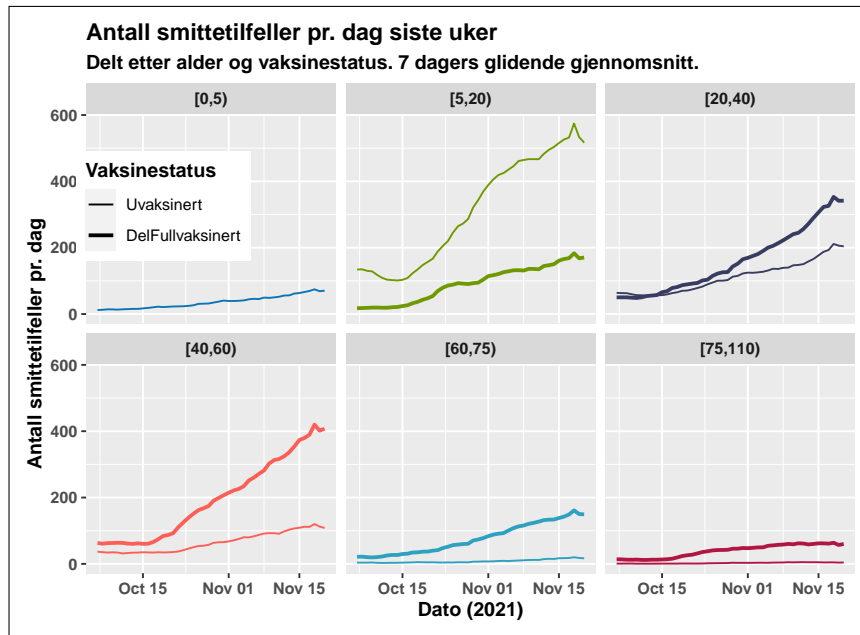 Antall smittetilfeller pr. dag siste uker
Delt etter alder og vaksinestatus. 7 dagers glidende gjennomsnitt.
[0,5)
[5,20)
[20,40)
600
400
200
0
Vaksinestatus
Uvaksinert
DelFullvaksinert
[40,60)
[60,75)
[75,110)
600
400
200
0
Antall smittetilfeller pr. dag
Oct 15
Nov 01
Nov 15
Oct 15
Nov 01
Nov 15
Oct 15
Nov 01
Nov 15
Dato (2021)